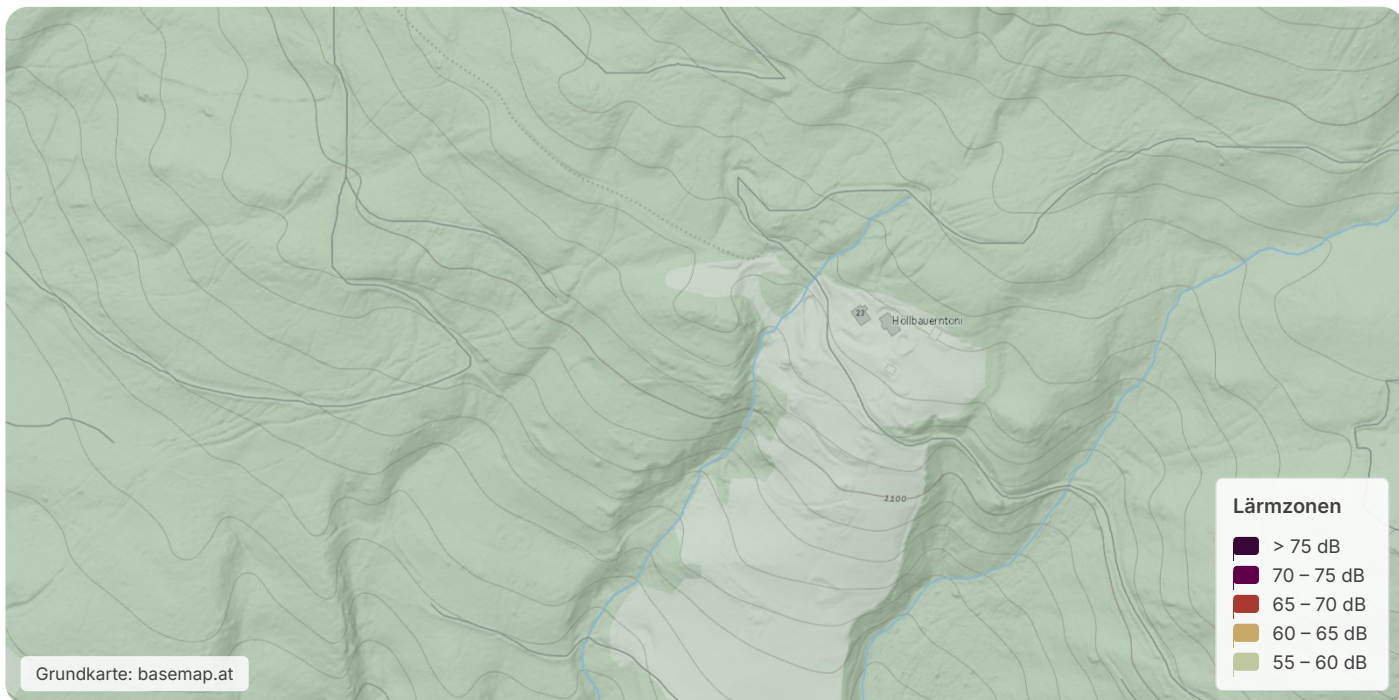 23
Höllbauerntoni
1100
Lärmzonen
> 75 dB
70 – 75 dB
65 – 70 dB
60 – 65 dB
55 – 60 dB
Grundkarte: basemap.at